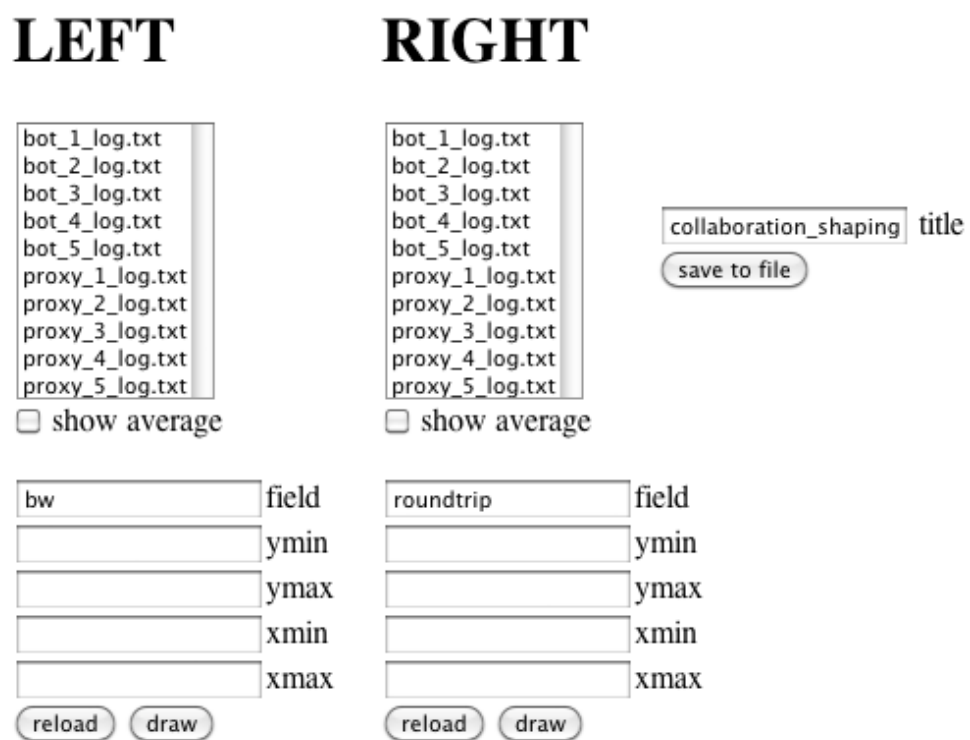 LEFT
bot_1_log.txt
bot_2_log.txt
bot_3_log.txt
bot_4_log.txt
bot_5_log.txt
proxy_1_log.txt
proxy_2_log.txt
proxy_3_log.txt
proxy_4_log.txt
proxy_5_log.txt
show average
bw field
ymin
ymax
xmin
xmax
reload draw
RIGHT
bot_1_log.txt
bot_2_log.txt
bot_3_log.txt
bot_4_log.txt
bot_5_log.txt
proxy_1_log.txt
proxy_2_log.txt
proxy_3_log.txt
proxy_4_log.txt
proxy_5_log.txt
show average
roundtrip field
ymin
ymax
xmin
xmax
reload draw
collaboration_shaping title
save to file